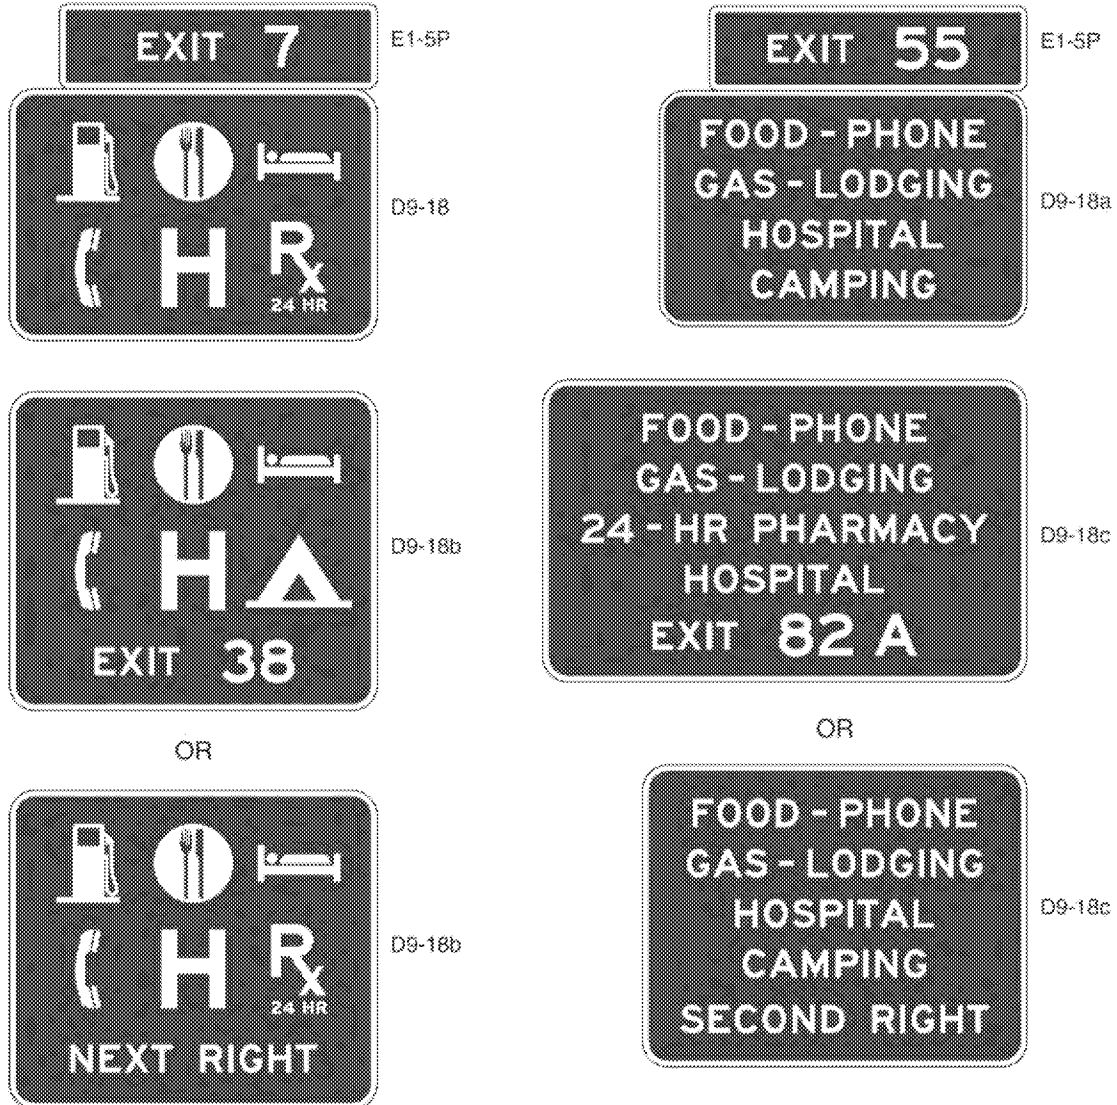 EXIT 7
E1-5P
D9-18
H
Rx
24 HR
EXIT 55
E1-5P
FOOD - PHONE
GAS - LODGING
HOSPITAL
CAMPING
D9-18a
H
EXIT 38
D9-18b
FOOD - PHONE
GAS - LODGING
24 - HR PHARMACY
HOSPITAL
EXIT 82 A
D9-18c
OR
OR
H
Rx
24 HR
NEXT RIGHT
D9-18b
FOOD - PHONE
GAS - LODGING
HOSPITAL
CAMPING
SECOND RIGHT
D9-18c